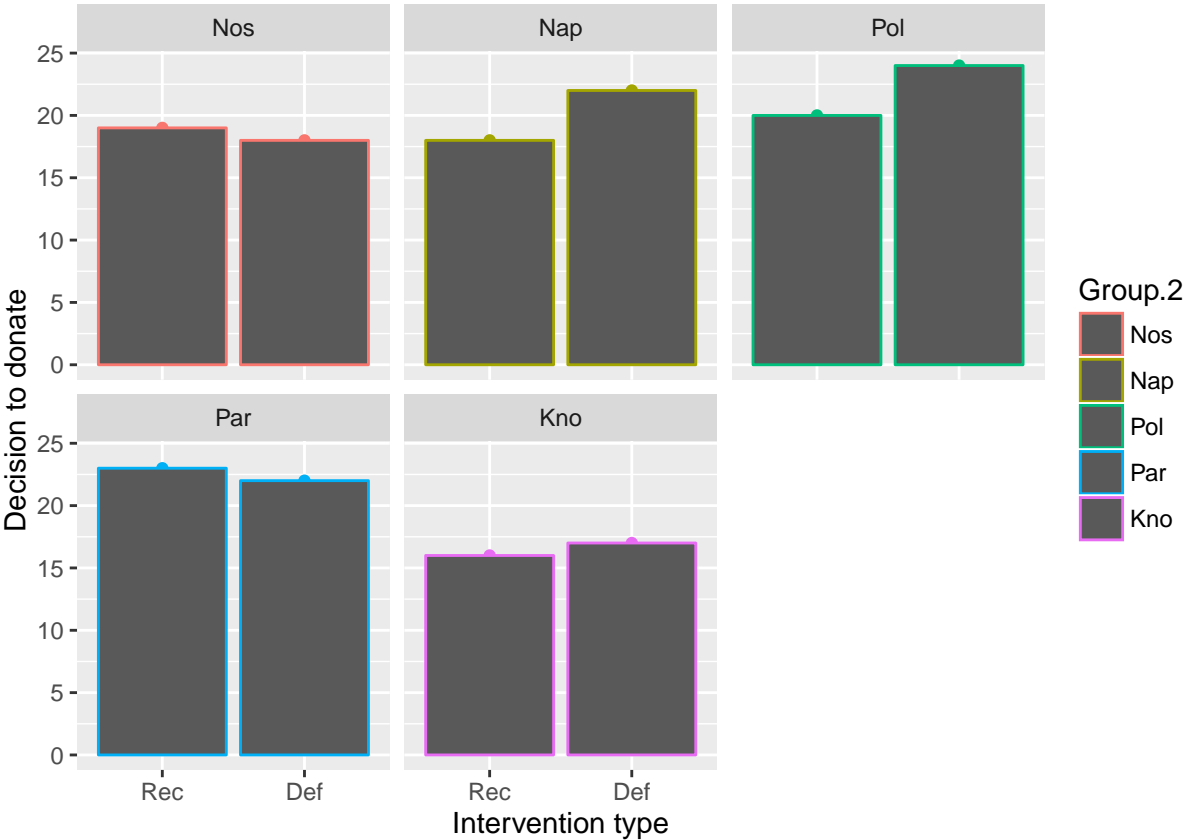 Nos Nap Pol
25
20
15
10
5
0
Par Kno
25
20
15
10
5
0
Rec Def Rec Def
Intervention type
Decision to donate
Group.2
Nos
Nap
Pol
Par
Kno